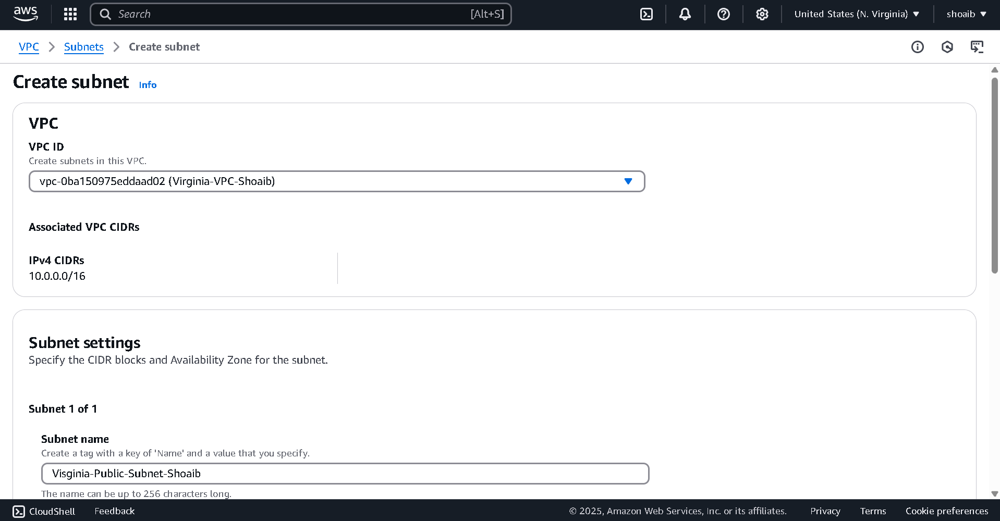 aws
Search [Alt+S]
United States (N. Virginia)
shoaib
VPC
Subnets
Create subnet
Create subnet Info
VPC
VPC ID
Create subnets in this VPC.
vpc-0ba150975eddaad02 (Virginia-VPC-Shoaib)
Associated VPC CIDRs
IPv4 CIDRs
10.0.0.0/16
Subnet settings
Specify the CIDR blocks and Availability Zone for the subnet.
Subnet 1 of 1
Subnet name
Create a tag with a key of 'Name' and a value that you specify.
Visginia-Public-Subnet-Shoaib
The name can be up to 256 characters long.
CloudShell
Feedback
© 2025, Amazon Web Services, Inc. or its affiliates.
Privacy
Terms
Cookie preferences